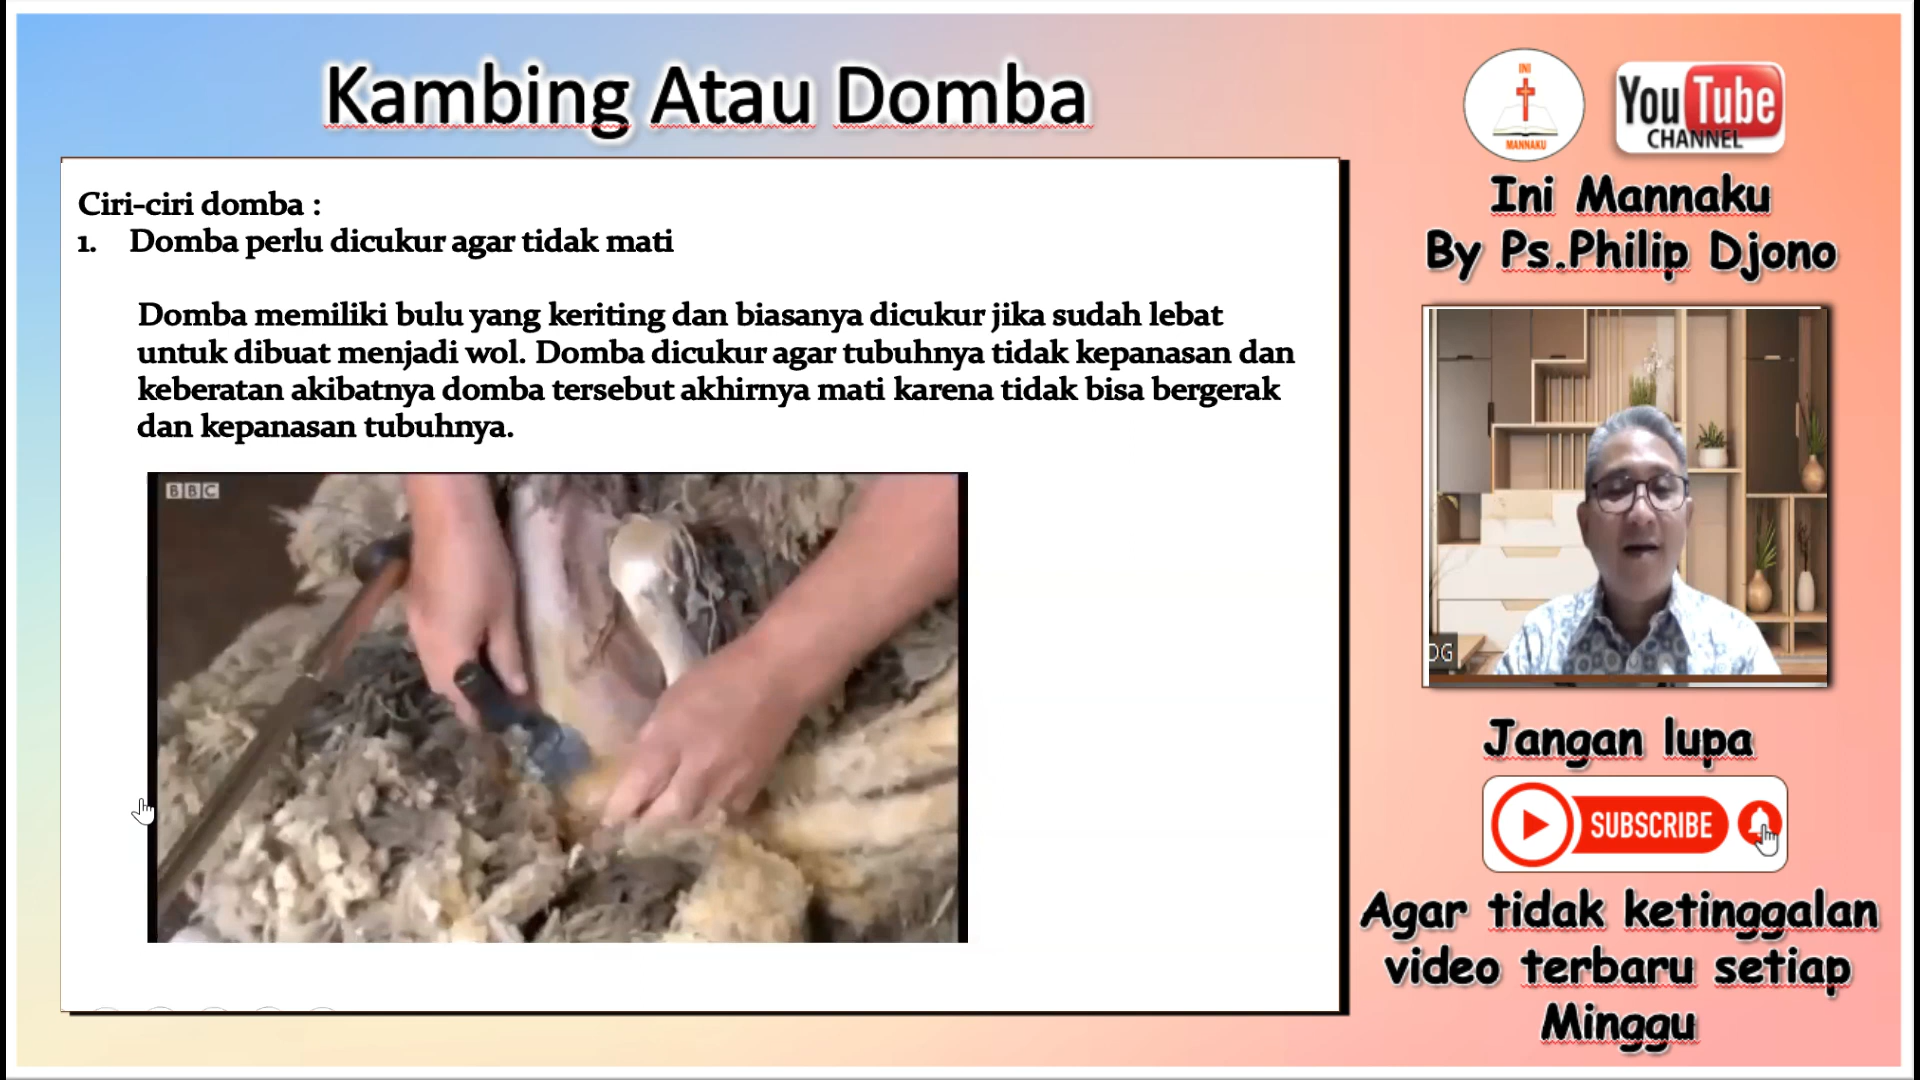 Kambing Atau Domba
Ciri-ciri domba :
1. Domba perlu dicukur agar tidak mati
Domba memiliki bulu yang keriting dan biasanya dicukur jika sudah lebat
untuk dibuat menjadi wol. Domba dicukur agar tubuhnya tidak kepanasan dan
keberatan akibatnya domba tersebut akhirnya mati karena tidak bisa bergerak
dan kepanasan tubuhnya.
BBC
INI
MANNAKU
YouTube
CHANNEL
Ini Mannaku
By Ps.Philip Djono
DG
Jangan lupa
SUBSCRIBE
Agar tidak ketinggalan
video terbaru setiap
Minggu